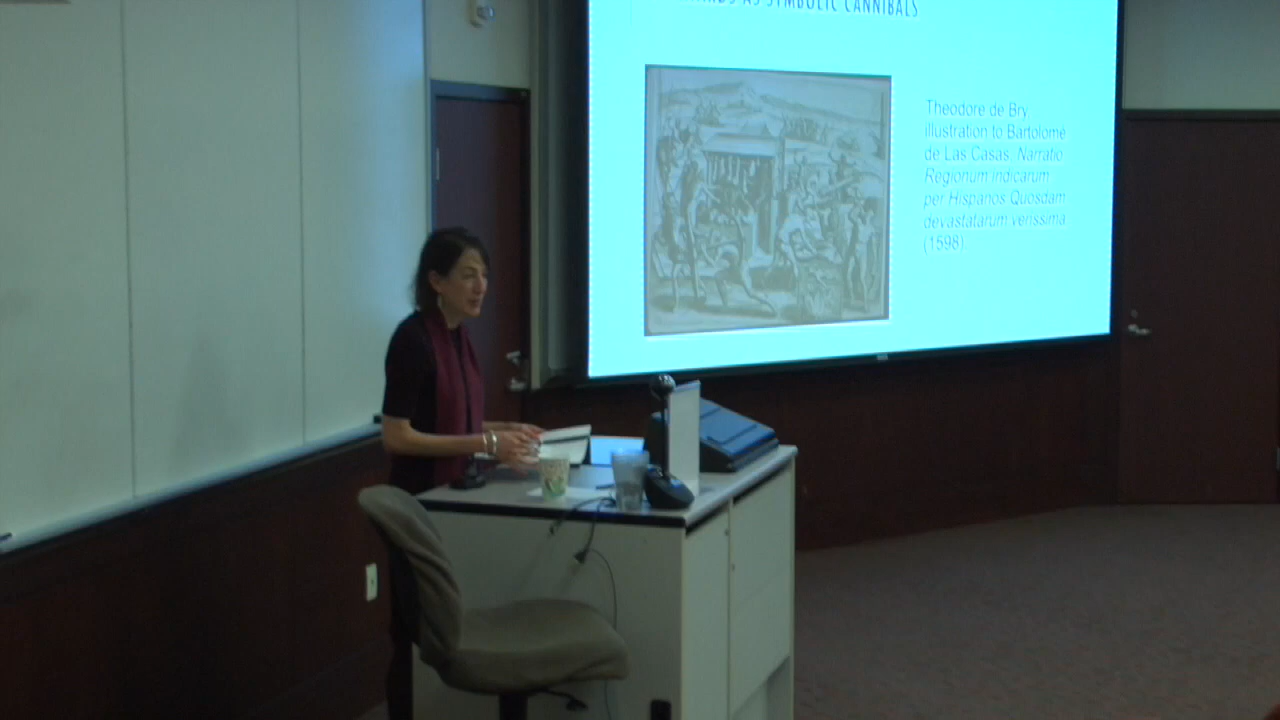 AS SYMBOLIC CANNIBALS
Theodore de Bry
illustration to Bartolomé
de Las Casas, Narratio
Regionum indicarum
per Hispanos Quosdam
devastatarum verissima
(1598)